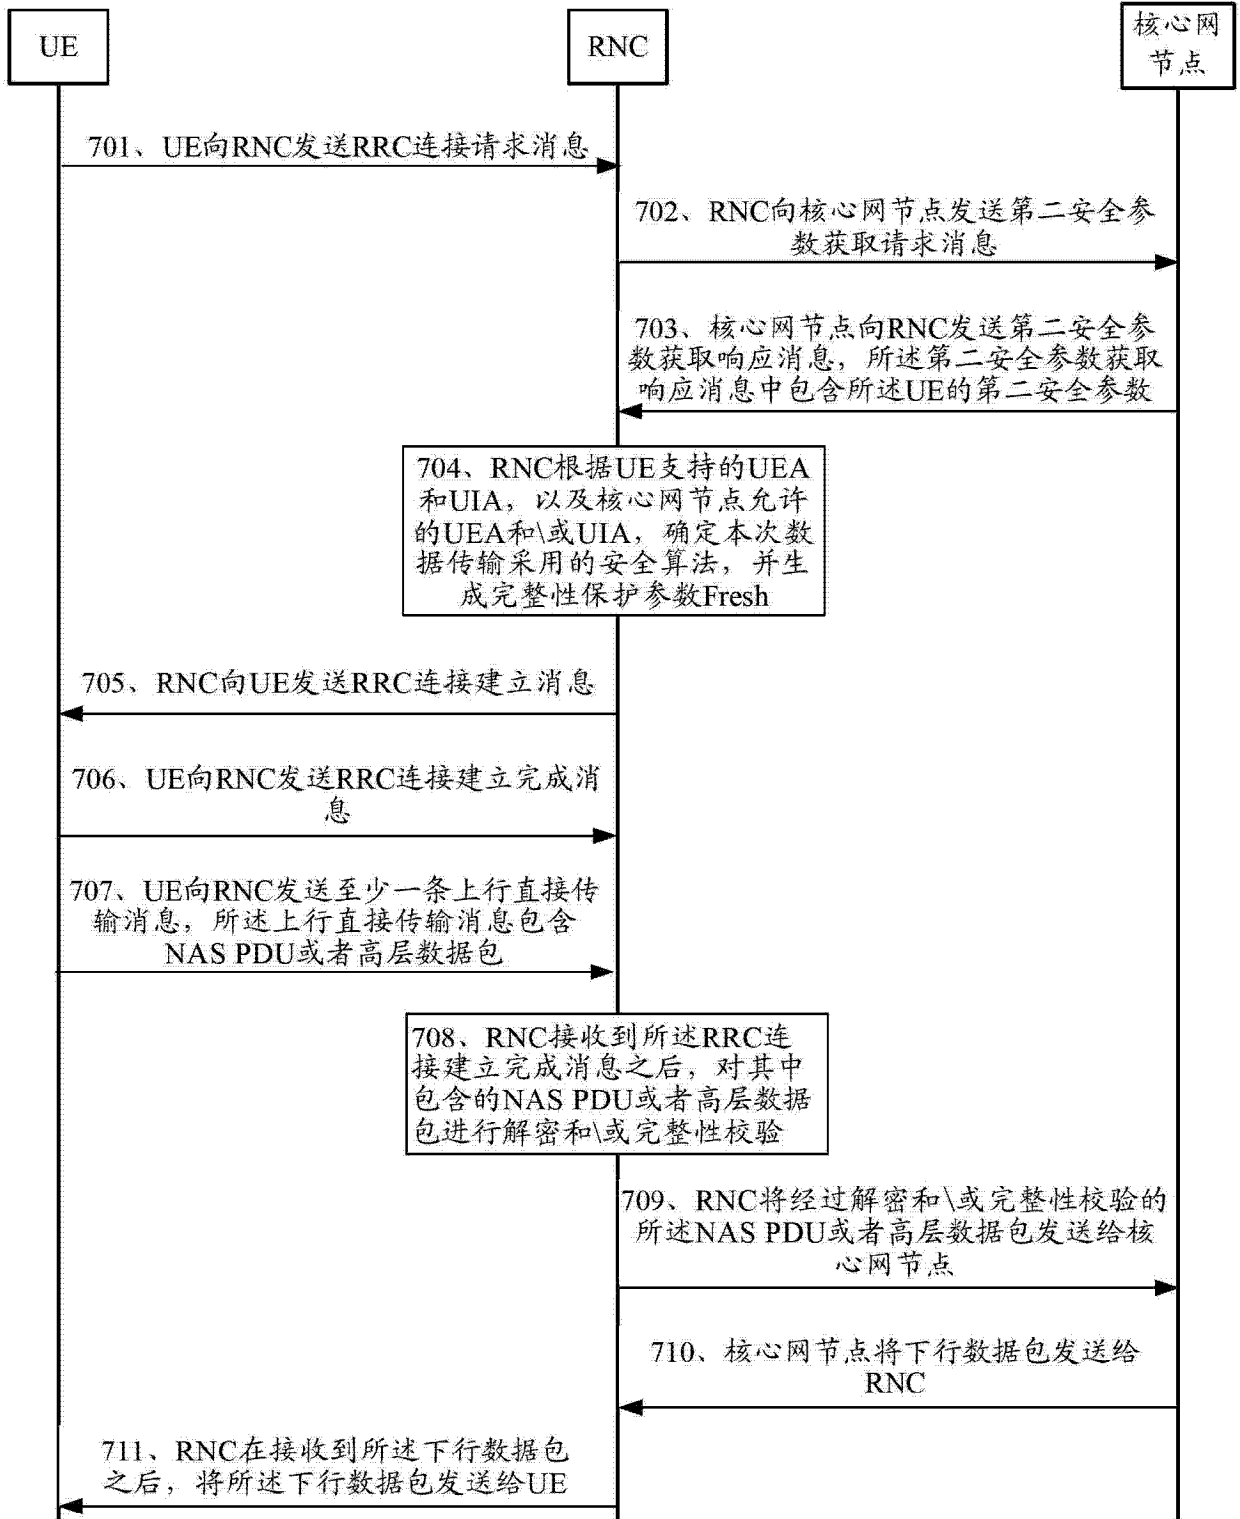 UE
RNC
核心网
节点
701、UE向RNC发送RRC连接请求消息
702、RNC向核心网节点发送第二安全参
数获取请求消息
703、核心网节点向RNC发送第二安全参
数获取响应消息，所述第二安全参数获取
响应消息中包含所述UE的第二安全参数
704、RNC根据UE支持的UEA
和UIA，以及核心网节点允许
的UEA和\或UIA，确定本次数
据传输采用的安全算法，并生
成完整性保护参数Fresh
705、RNC向UE发送RRC连接建立消息
706、UE向RNC发送RRC连接建立完成消
息
707、UE向RNC发送至少一条上行直接传
输消息，所述上行直接传输消息包含
NAS PDU或者高层数据包
708、RNC接收到所述RRC连
接建立完成消息之后，对其中
包含的NAS PDU或者高层数据
包进行解密和\或完整性校验
709、RNC将经过解密和\或完整性校验的
所述NAS PDU或者高层数据包发送给核
心网节点
710、核心网节点将下行数据包发送给
RNC
711、RNC在接收到所述下行数据包
之后，将所述下行数据包发送给UE